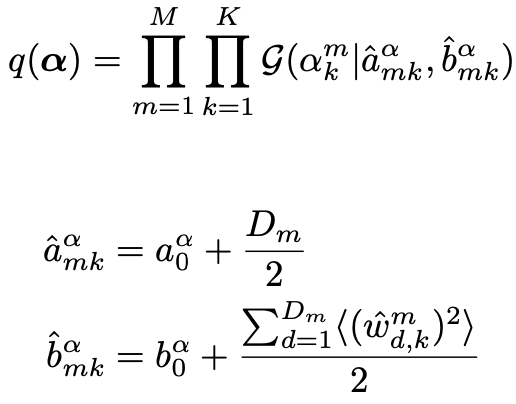 q(𝜶) = ∏_{m=1}^{M} ∏_{k=1}^{K} 𝒢(α_k^m | â_{mk}^α, b̂_{mk}^α)
â_{mk}^α = a_0^α + D_m / 2
b̂_{mk}^α = b_0^α + ∑_{d=1}^{D_m} ⟨(ŵ_{d,k}^m)^2⟩ / 2